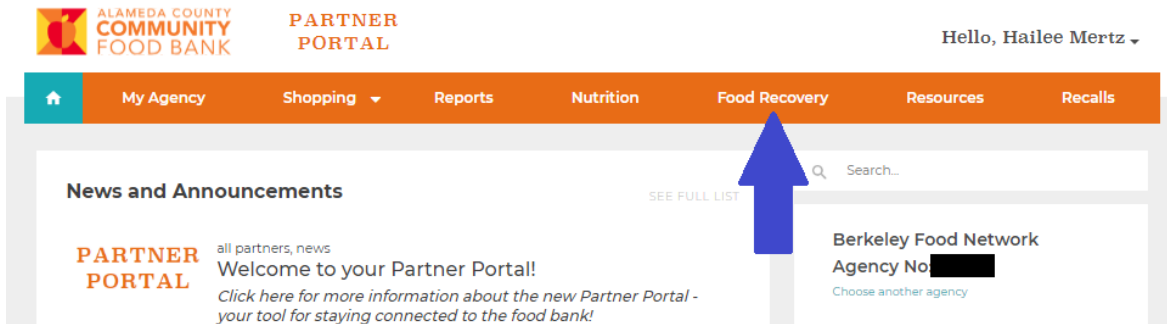 ALAMEDA COUNTY
COMMUNITY
FOOD BANK
PARTNER
PORTAL
Hello, Hailee Mertz
My Agency Shopping Reports Nutrition Food Recovery Resources Recalls
Search...
News and Announcements
SEE FULL LIST
PARTNER
PORTAL
all partners, news
Welcome to your Partner Portal!
Click here for more information about the new Partner Portal -
your tool for staying connected to the food bank!
Berkeley Food Network
Agency No:
Choose another agency